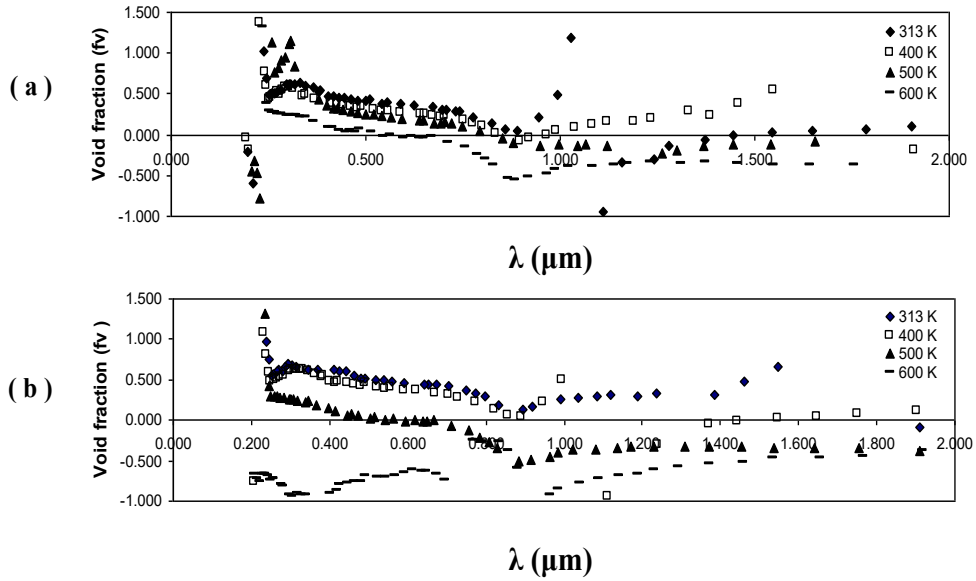 ( a )
Void fraction (fv)
1.500
1.000
0.500
0.000
-0.500
-1.000
0.000 0.500 1.000 1.500 2.000
313 K
400 K
500 K
600 K
λ (μm)
( b )
Void fraction (fv )
1.500
1.000
0.500
0.000
-0.500
-1.000
0.000 0.200 0.400 0.600 0.800 1.000 1.200 1.400 1.600 1.800 2.000
313 K
400 K
500 K
600 K
λ (μm)